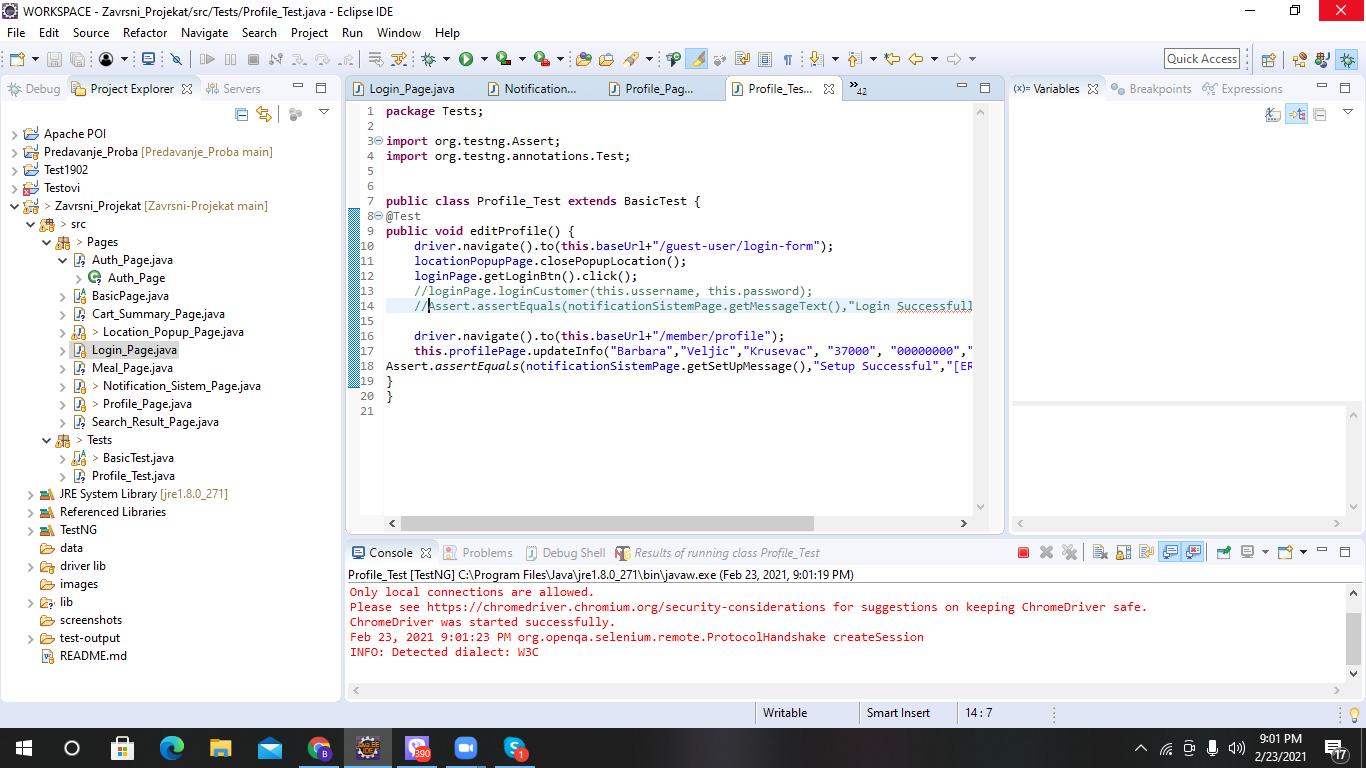 WORKSPACE - Zavrsni_Projekat/src/Tests/Profile_Test.java - Eclipse IDE
File Edit Source Refactor Navigate Search Project Run Window Help
Quick Access
Debug Project Explorer Servers
Apache POI
Predavanje_Proba [Predavanje_Proba main]
Test1902
Testovi
> Zavrsni_Projekat [Zavrsni-Projekat main]
> src
> Pages
Auth_Page.java
Auth_Page
BasicPage.java
Cart_Summary_Page.java
> Location_Popup_Page.java
Login_Page.java
Meal_Page.java
> Notification_Sistem_Page.java
> Profile_Page.java
Search_Result_Page.java
> Tests
> BasicTest.java
Profile_Test.java
JRE System Library [jre1.8.0_271]
Referenced Libraries
TestNG
data
driver lib
images
lib
screenshots
test-output
README.md
Login_Page.java Notification... Profile_Pag... Profile_Tes... »42
1 package Tests;
2
3 import org.testng.Assert;
4 import org.testng.annotations.Test;
5
6
7 public class Profile_Test extends BasicTest {
8 @Test
9 public void editProfile() {
10 driver.navigate().to(this.baseUrl+"/guest-user/login-form");
11 locationPopupPage.closePopupLocation();
12 loginPage.getLoginBtn().click();
13 //loginPage.loginCustomer(this.ussername, this.password);
14 //Assert.assertEquals(notificationSistemPage.getMessageText(),"Login Successfull
15
16 driver.navigate().to(this.baseUrl+"/member/profile");
17 this.profilePage.updateInfo("Barbara","Veljic","Krusevac", "37000", "00000000","
18 Assert.assertEquals(notificationSistemPage.getSetUpMessage(),"Setup Successful","[ER
19 }
20 }
21
(x)= Variables Breakpoints Expressions
Console Problems Debug Shell Results of running class Profile_Test
Profile_Test [TestNG] C:\Program Files\Java\jre1.8.0_271\bin\javaw.exe (Feb 23, 2021, 9:01:19 PM)
Only local connections are allowed.
Please see https://chromedriver.chromium.org/security-considerations for suggestions on keeping ChromeDriver safe.
ChromeDriver was started successfully.
Feb 23, 2021 9:01:23 PM org.openqa.selenium.remote.ProtocolHandshake createSession
INFO: Detected dialect: W3C
Writable Smart Insert 14 : 7
B
JAVA EE IDE
390
1
9:01 PM
2/23/2021
17